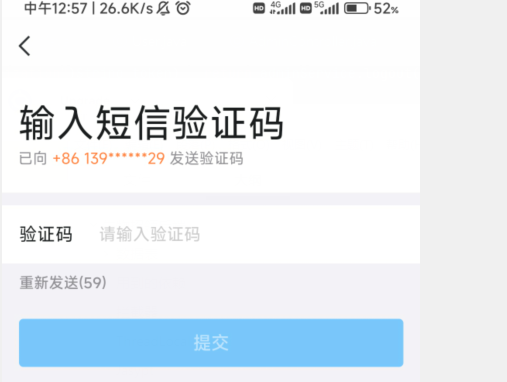 中午12:57 | 26.6K/s HD 4G HD 5G 52%
输入短信验证码
已向 +86 139******29 发送验证码
验证码 请输入验证码
重新发送(59)
提交